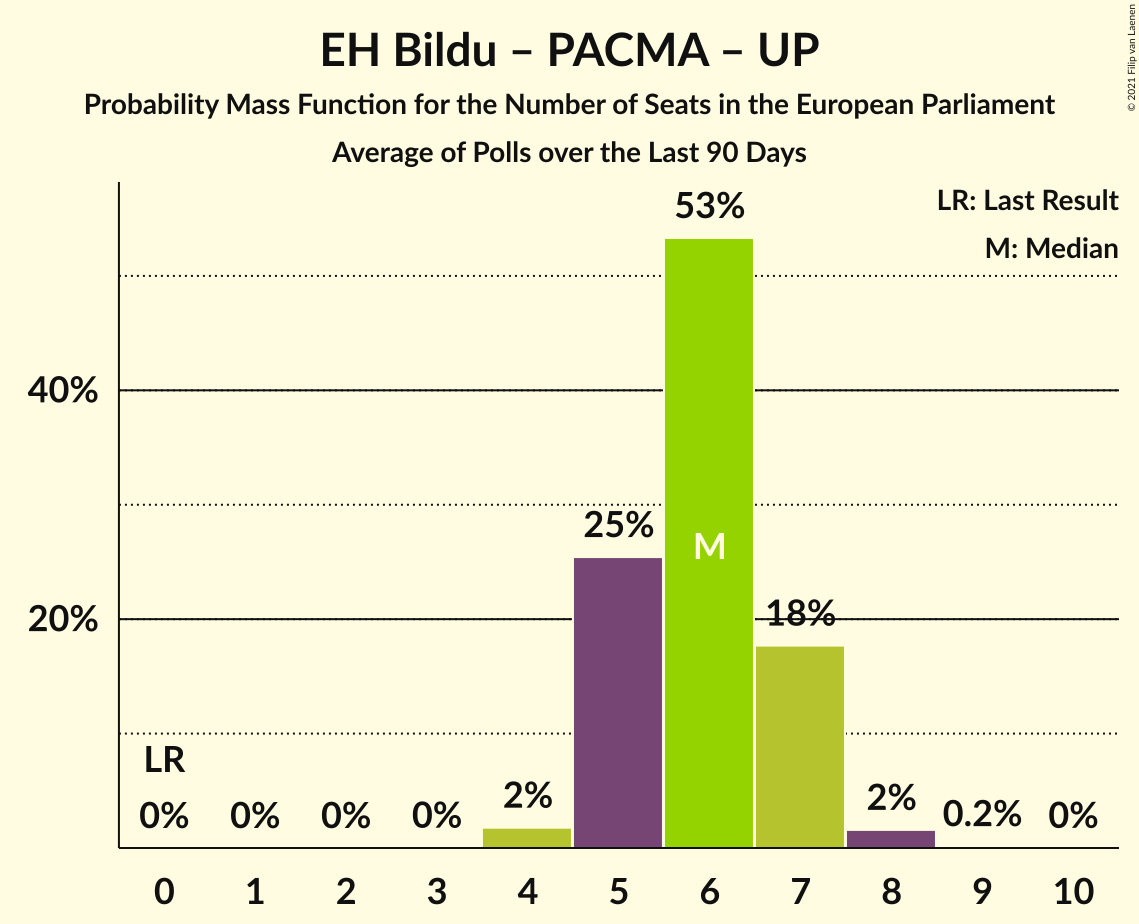 EH Bildu – PACMA – UP
Probability Mass Function for the Number of Seats in the European Parliament
Average of Polls over the Last 90 Days
© 2021 Filip van Laenen
LR: Last Result
M: Median
53%
40%
25%
M
20%
18%
LR
0% 0% 0% 0% 2% 2% 0.2% 0%
0 1 2 3 4 5 6 7 8 9 10